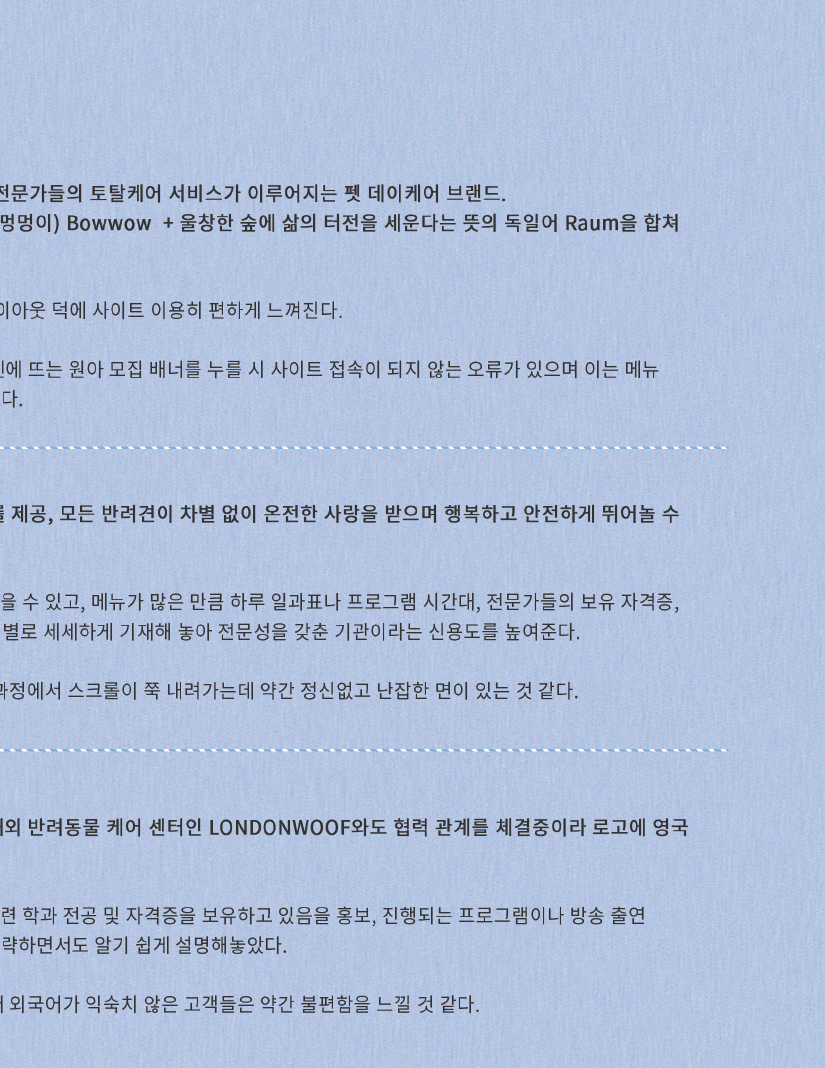 전문가들의 토탈케어 서비스가 이루어지는 펫 데이케어 브랜드.
멍멍이) Bowwow + 울창한 숲에 삶의 터전을 세운다는 뜻의 독일어 Raum을 합쳐
이아웃 덕에 사이트 이용히 편하게 느껴진다.
에 뜨는 원아 모집 배너를 누를 시 사이트 접속이 되지 않는 오류가 있으며 이는 메뉴
다.
를 제공, 모든 반려견이 차별 없이 온전한 사랑을 받으며 행복하고 안전하게 뛰어놀 수
을 수 있고, 메뉴가 많은 만큼 하루 일과표나 프로그램 시간대, 전문가들의 보유 자격증,
별로 세세하게 기재해 놓아 전문성을 갖춘 기관이라는 신용도를 높여준다.
과정에서 스크롤이 쭉 내려가는데 약간 정신없고 난잡한 면이 있는 것 같다.
외 반려동물 케어 센터인 LONDONWOOF와도 협력 관계를 체결중이라 로고에 영국
련 학과 전공 및 자격증을 보유하고 있음을 홍보, 진행되는 프로그램이나 방송 출연
략하면서도 알기 쉽게 설명해놓았다.
외국어가 익숙치 않은 고객들은 약간 불편함을 느낄 것 같다.